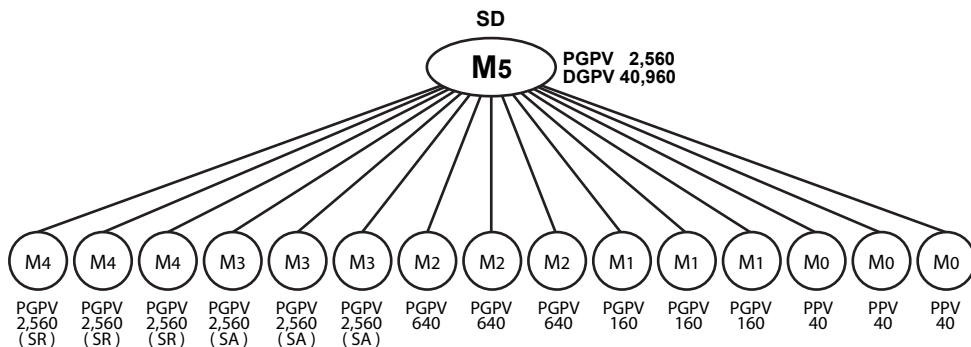 SD
M5
PGPV 2,560
DGPV 40,960
M4 M4 M4 M3 M3 M3 M2 M2 M2 M1 M1 M1 M0 M0 M0
PGPV PGPV PGPV PGPV PGPV PGPV PGPV PGPV PGPV PGPV PGPV PGPV PPV PPV PPV
2,560 2,560 2,560 2,560 2,560 2,560 640 640 640 160 160 160 40 40 40
( SR ) ( SR ) ( SR ) ( SA ) ( SA ) ( SA )